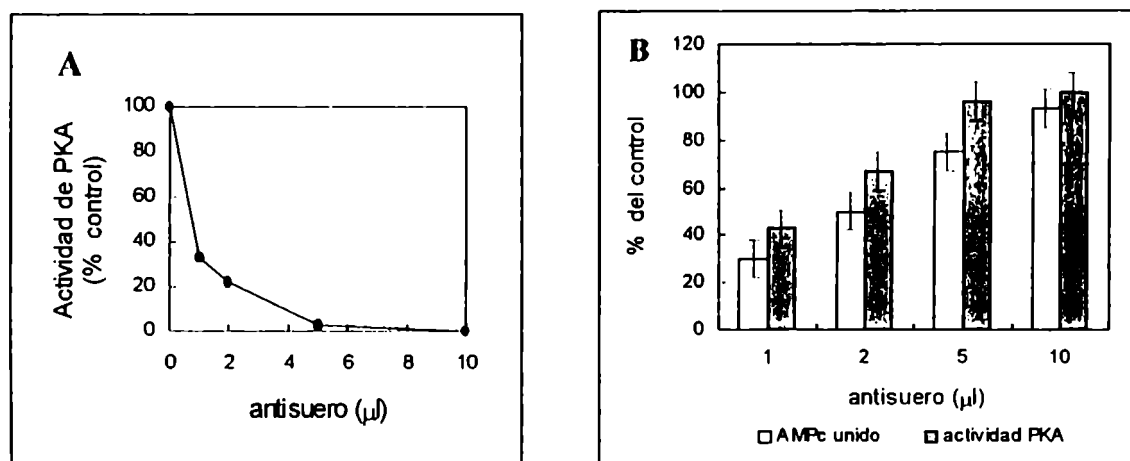 A
Actividad de PKA
(% control)
100
80
60
40
20
0
0 2 4 6 8 10
antisuero (µl)
B
% del control
120
100
80
60
40
20
0
1 2 5 10
antisuero (µl)
AMPc unido actividad PKA